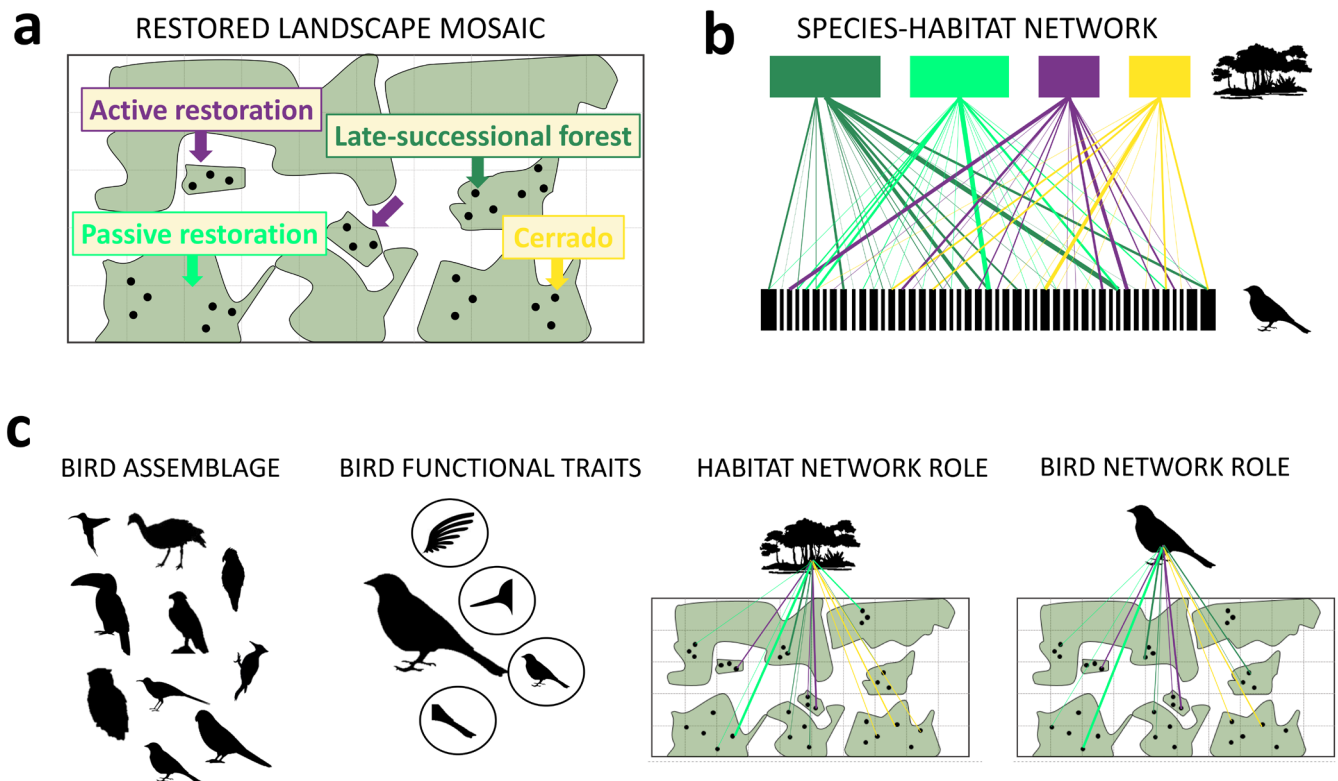 a
RESTORED LANDSCAPE MOSAIC
Active restoration
Late-successional forest
Passive restoration
Cerrado
b
SPECIES-HABITAT NETWORK
c
BIRD ASSEMBLAGE
BIRD FUNCTIONAL TRAITS
HABITAT NETWORK ROLE
BIRD NETWORK ROLE